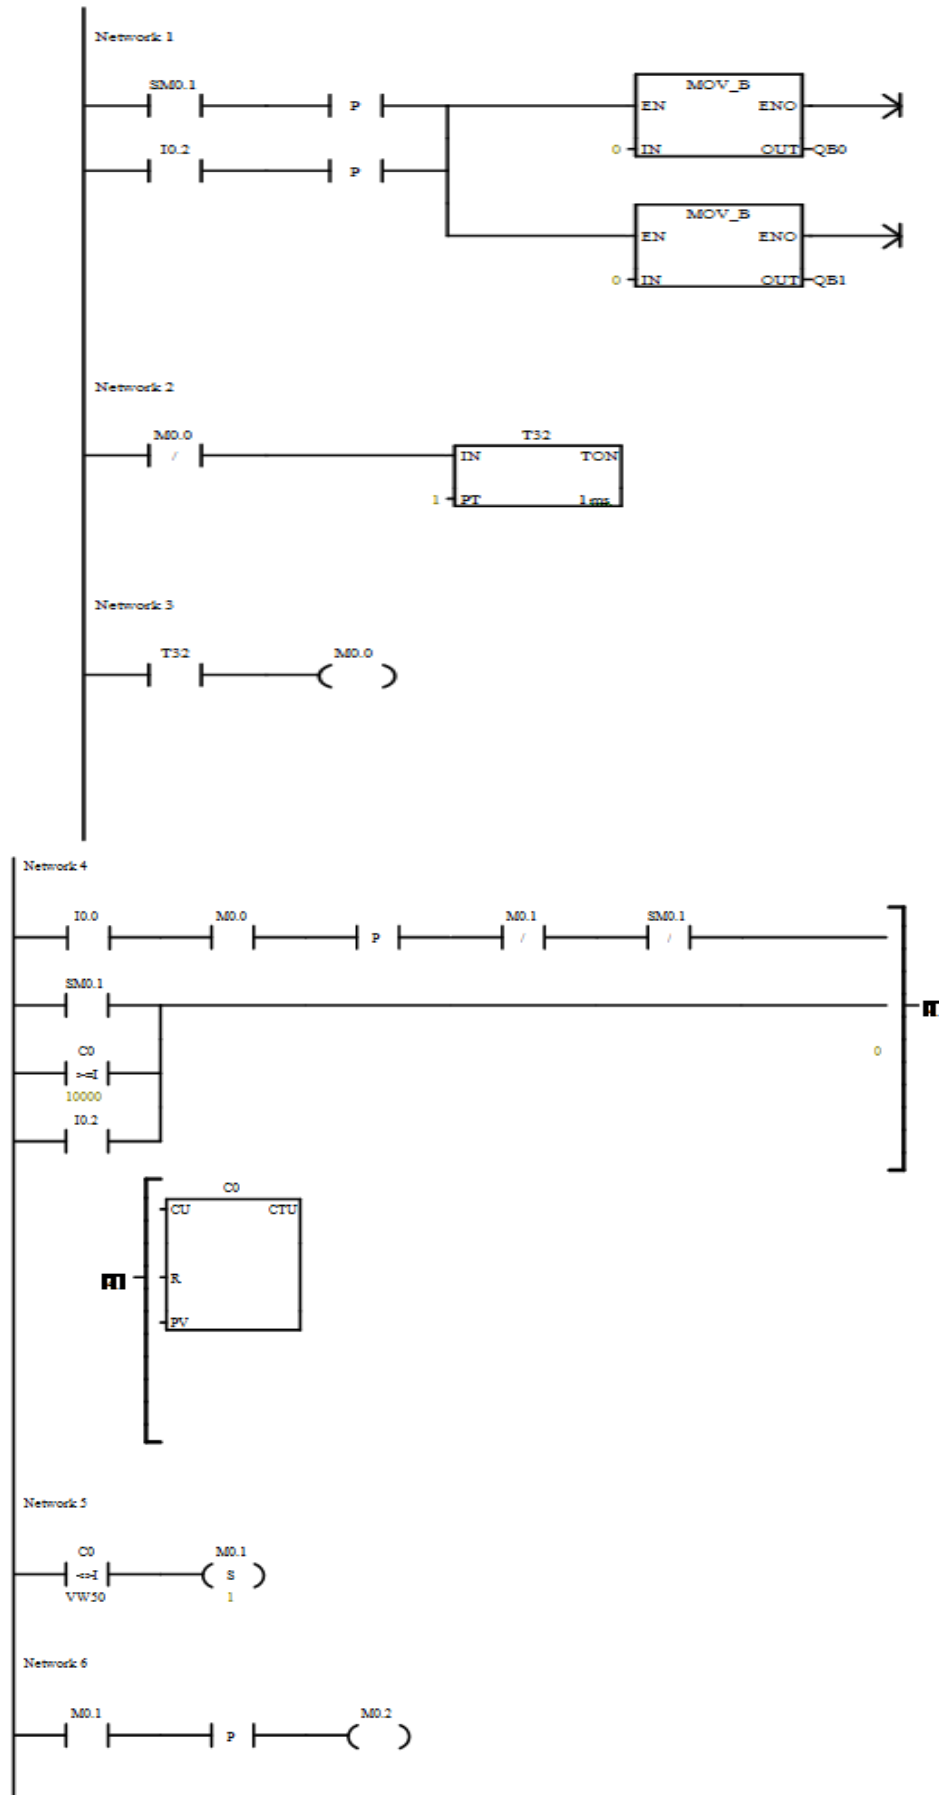 Network 1
SM0.1
P
MOV_B
EN ENO
I0.2
P
0 IN OUT QB0
MOV_B
EN ENO
0 IN OUT QB1
Network 2
M0.0
/
T32
IN TON
1 PT 1 ms
Network 3
T32 M0.0
Network 4
I0.0 M0.0 M0.1 SM0.1
P / /
SM0.1
C0
>=I
10000
0
I0.2
C0
CU CTU
R
PV
Network 5
C0 M0.1
S
VW50 1
Network 6
M0.1 M0.2
P